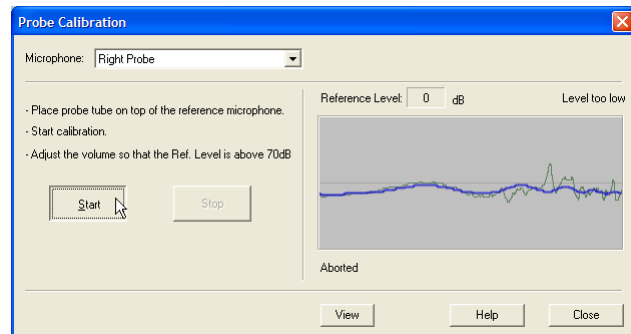 Probe Calibration
Microphone: Right Probe
- Place probe tube on top of the reference microphone.
- Start calibration.
- Adjust the volume so that the Ref. Level is above 70dB
Start
Stop
Reference Level: 0 dB
Level too low
Aborted
View
Help
Close